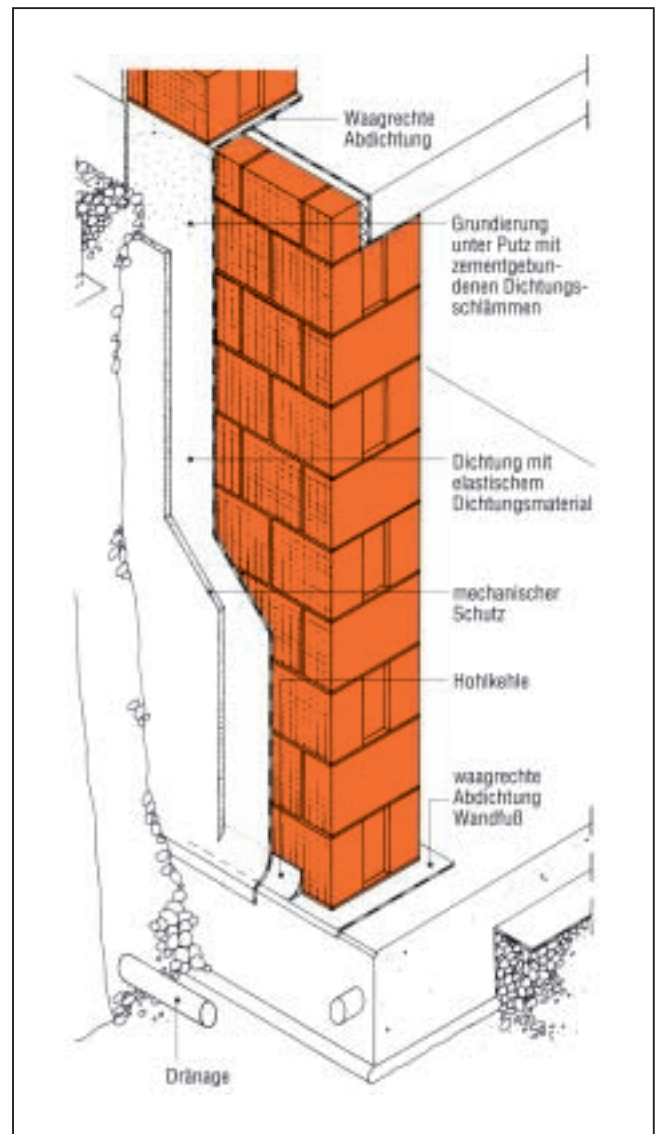 Waagrechte
Abdichtung
Grundierung
unter Putz mit
zementgebun-
denen Dichtungs-
schlämmen
Dichtung mit
elastischem
Dichtungsmaterial
mechanischer
Schutz
Hohlkehle
waagrechte
Abdichtung
Wandfuß
Dränage